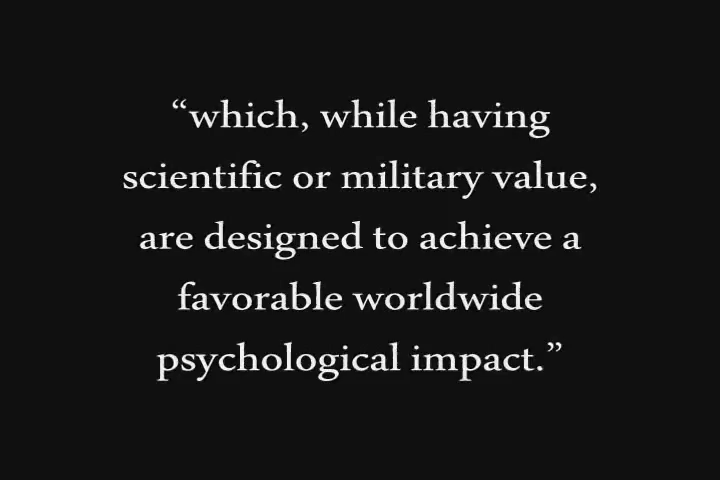 “which, while having
scientific or military value,
are designed to achieve a
favorable worldwide
psychological impact.”